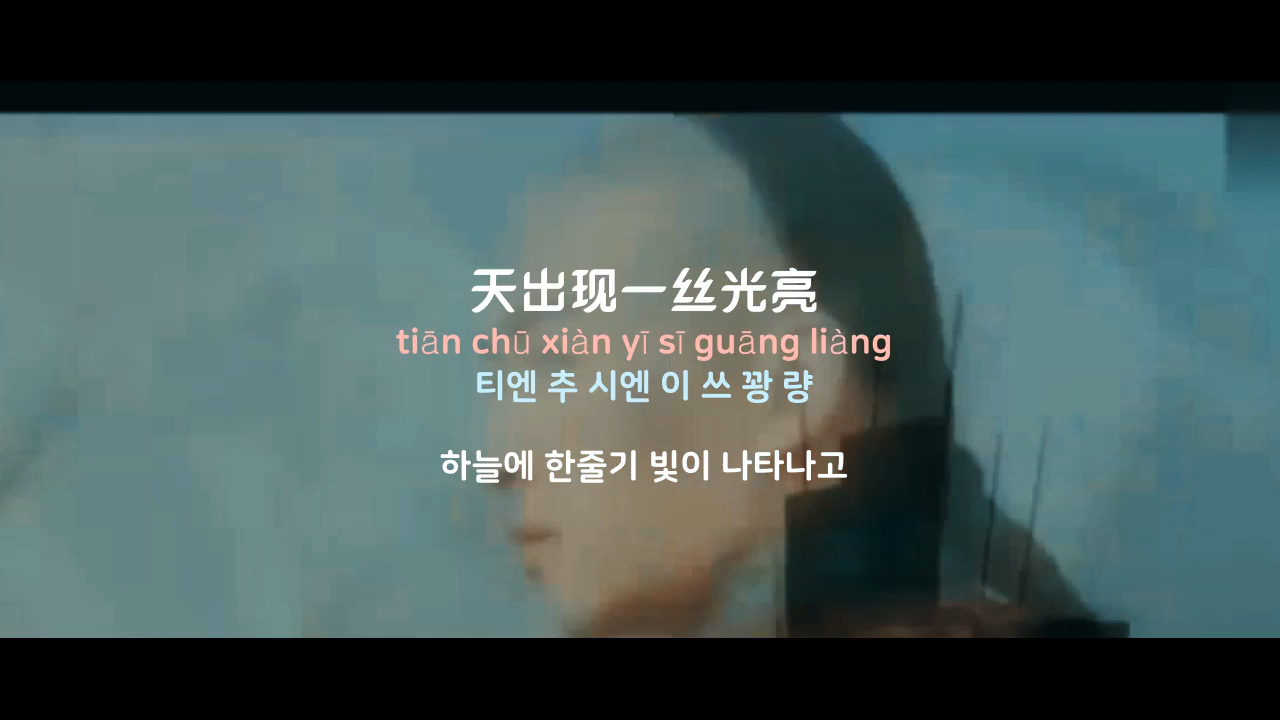 天出现一丝光亮
tiān chū xiàn yī sī guāng liàng
티엔 추 시엔 이 쓰 꽝 량
하늘에 한줄기 빛이 나타나고